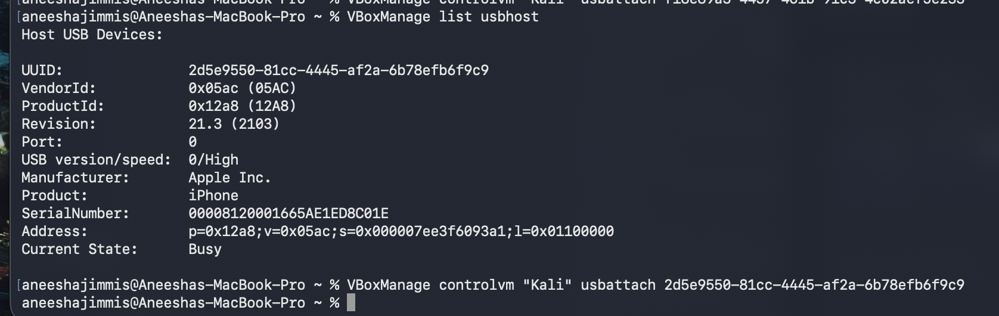 [aneeshajimmis@Aneeshas-MacBook-Pro ~ % VBoxManage controlvm "Kali" usbattach
[aneeshajimmis@Aneeshas-MacBook-Pro ~ % VBoxManage list usbhost
Host USB Devices:
UUID: 2d5e9550-81cc-4445-af2a-6b78efb6f9c9
VendorId: 0x05ac (05AC)
ProductId: 0x12a8 (12A8)
Revision: 21.3 (2103)
Port: 0
USB version/speed: 0/High
Manufacturer: Apple Inc.
Product: iPhone
SerialNumber: 00008120001665AE1ED8C01E
Address: p=0x12a8;v=0x05ac;s=0x000007ee3f6093a1;l=0x01100000
Current State: Busy
[aneeshajimmis@Aneeshas-MacBook-Pro ~ % VBoxManage controlvm "Kali" usbattach 2d5e9550-81cc-4445-af2a-6b78efb6f9c9
aneeshajimmis@Aneeshas-MacBook-Pro ~ %